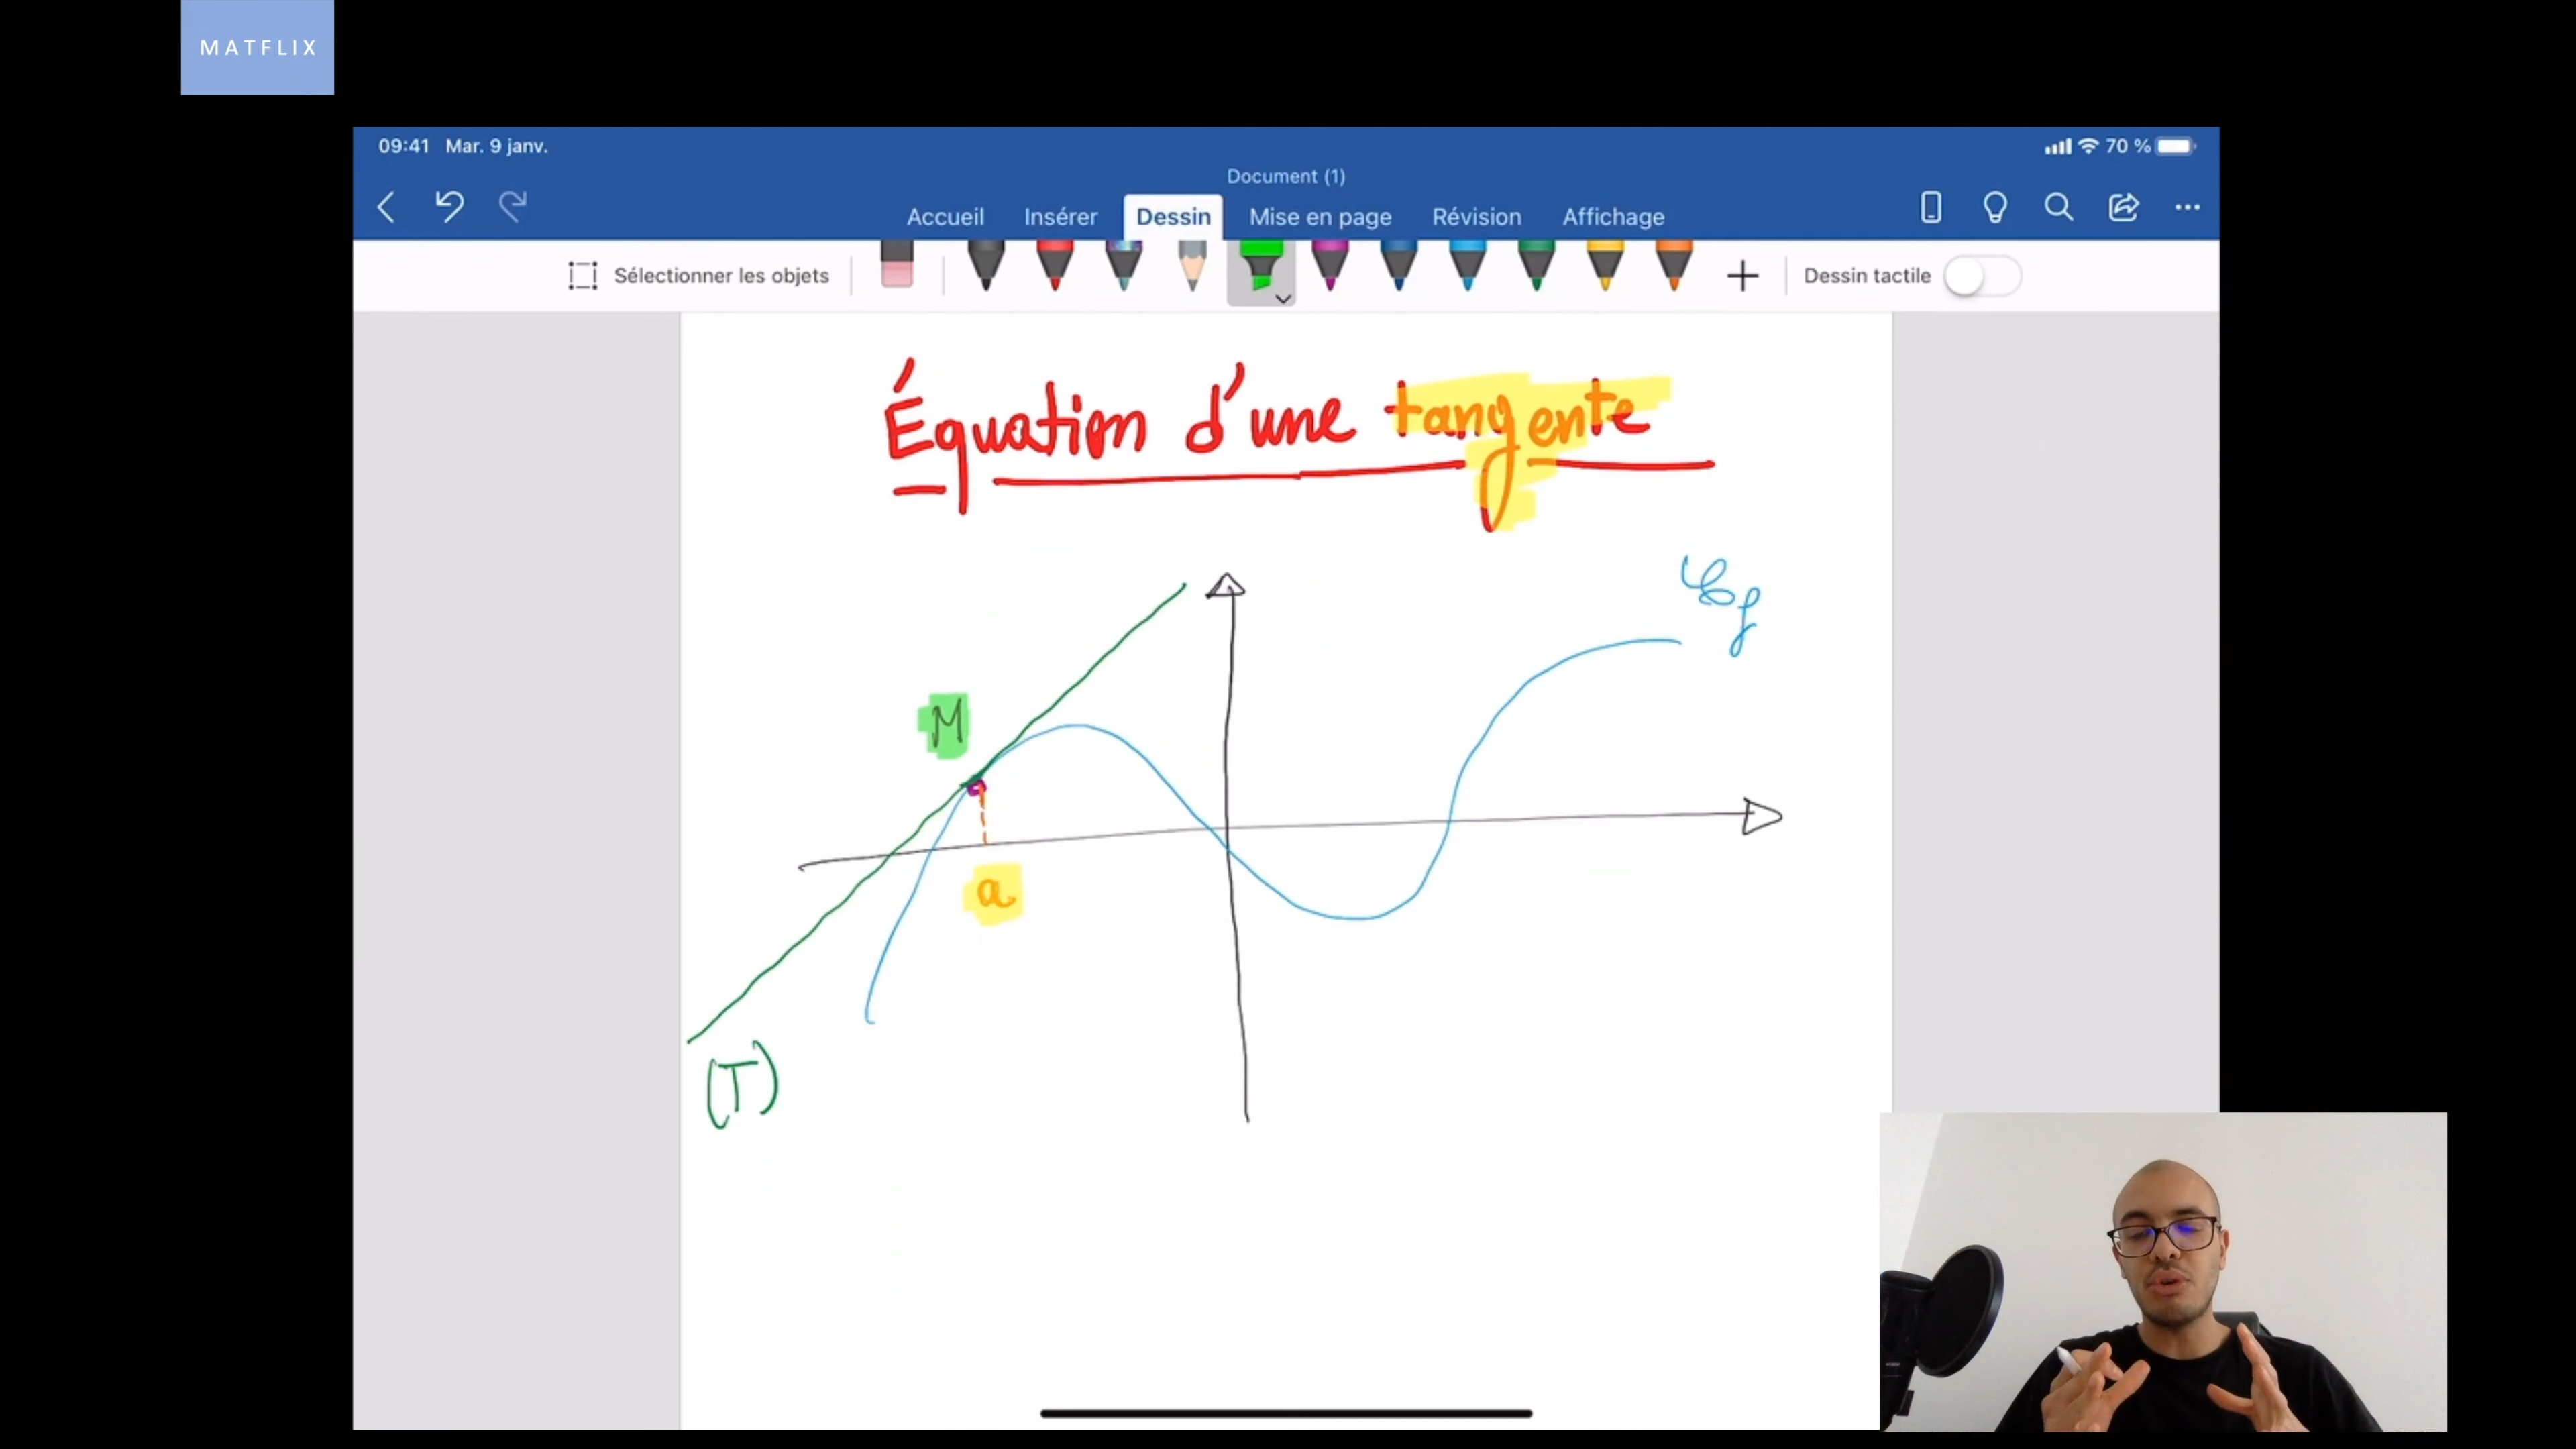 MATFLIX
09:41 Mar. 9 janv.
70 %
Document (1)
Accueil Insérer Dessin Mise en page Révision Affichage
Sélectionner les objets
Dessin tactile
Équation d'une tangente
𝒞f
M
a
(T)